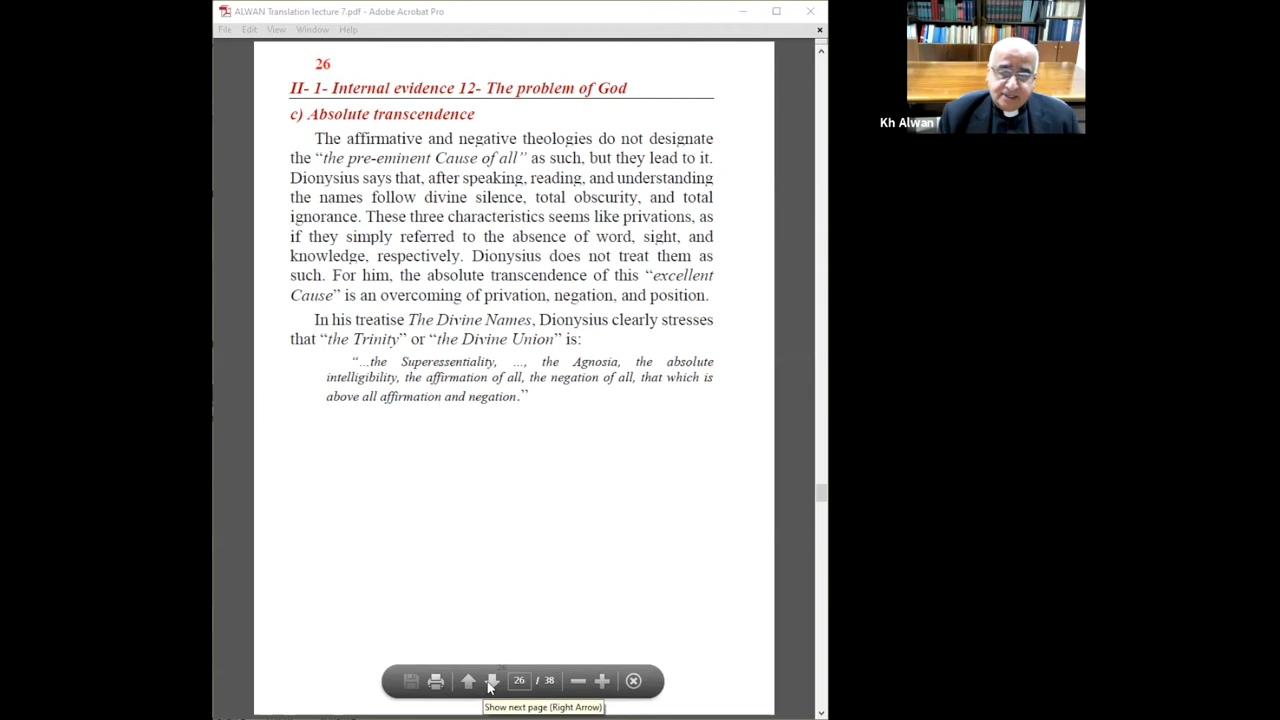 ALWAN Translation lecture 7.pdf - Adobe Acrobat Pro
File Edit View Window Help
26
II- 1- Internal evidence 12- The problem of God
c) Absolute transcendence
The affirmative and negative theologies do not designate
the “the pre-eminent Cause of all” as such, but they lead to it.
Dionysius says that, after speaking, reading, and understanding
the names follow divine silence, total obscurity, and total
ignorance. These three characteristics seems like privations, as
if they simply referred to the absence of word, sight, and
knowledge, respectively. Dionysius does not treat them as
such. For him, the absolute transcendence of this “excellent
Cause” is an overcoming of privation, negation, and position.
In his treatise The Divine Names, Dionysius clearly stresses
that “the Trinity” or “the Divine Union” is:
“...the Superessentiality, ..., the Agnosia, the absolute
intelligibility, the affirmation of all, the negation of all, that which is
above all affirmation and negation.”
26 / 38
Show next page (Right Arrow)
Kh Alwan